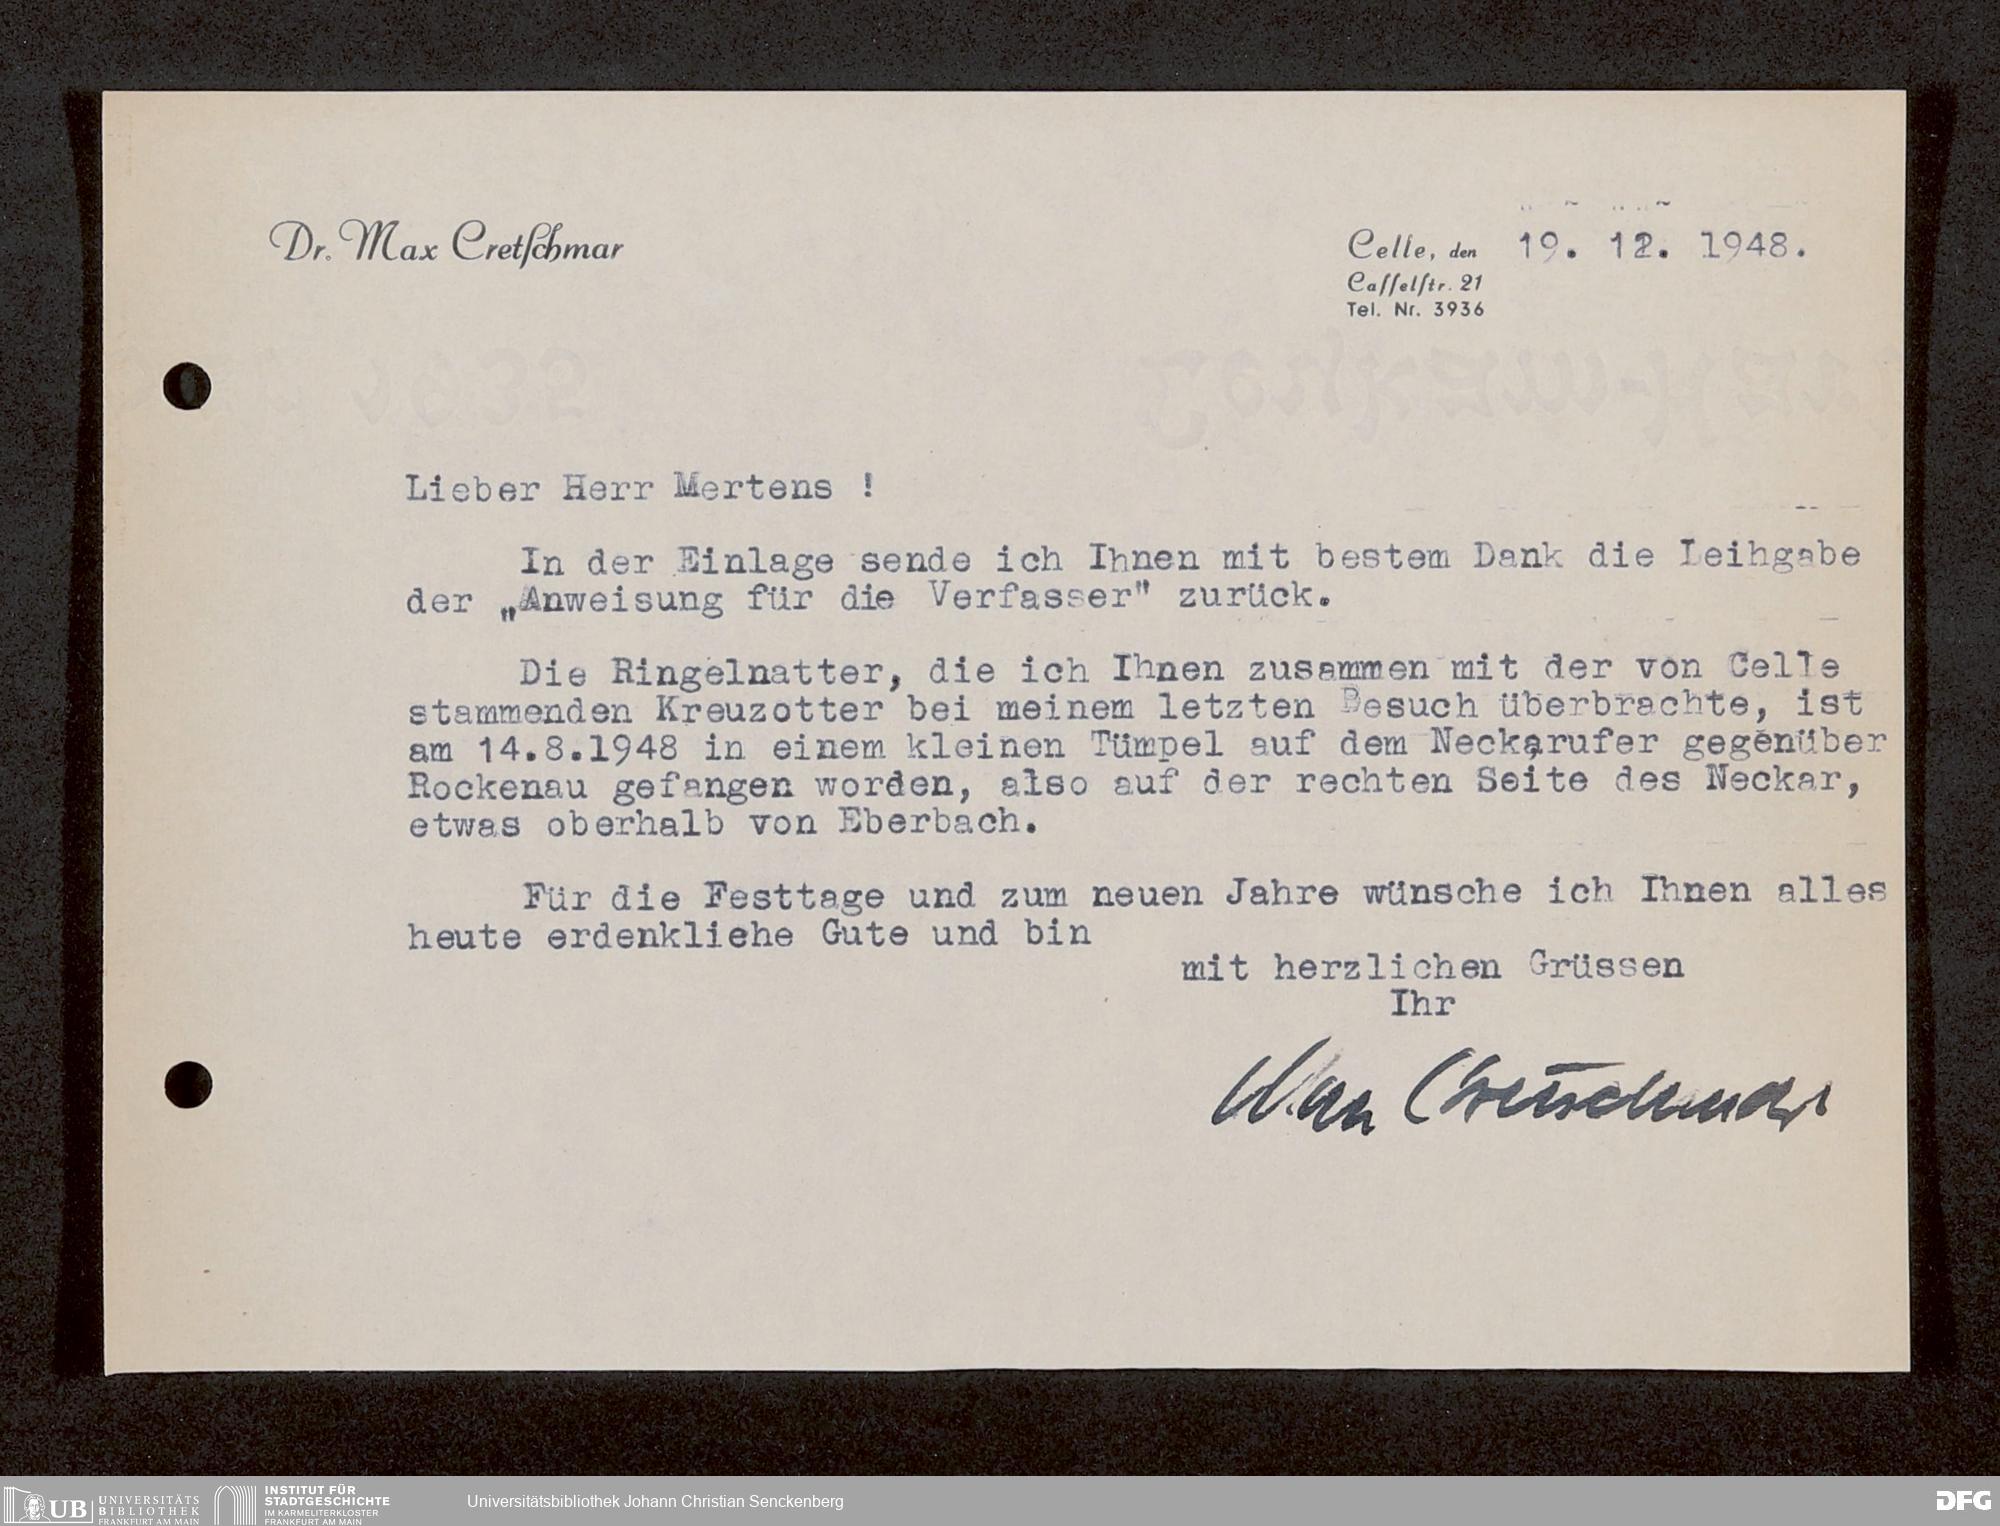 Dr. Max Cretschmar
Celle, den 19. 12. 1948.
Casselstr. 21
Tel. Nr. 3936
Lieber Herr Mertens !
In der Einlage sende ich Ihnen mit bestem Dank die Leihgabe
der „Anweisung für die Verfasser" zurück.
Die Ringelnatter, die ich Ihnen zusammen mit der von Celle
stammenden Kreuzotter bei meinem letzten Besuch überbrachte, ist
am 14.8.1948 in einem kleinen Tümpel auf dem Neckarufer gegenüber
Rockenau gefangen worden, also auf der rechten Seite des Neckar,
etwas oberhalb von Eberbach.
Für die Festtage und zum neuen Jahre wünsche ich Ihnen alles
heute erdenkliehe Gute und bin
mit herzlichen Grüssen
Ihr
Max Cretschmar
UB UNIVERSITÄTS
BIBLIOTHEK
FRANKFURT AM MAIN
INSTITUT FÜR
STADTGESCHICHTE
IM KARMELITERKLOSTER
FRANKFURT AM MAIN
Universitätsbibliothek Johann Christian Senckenberg
DFG